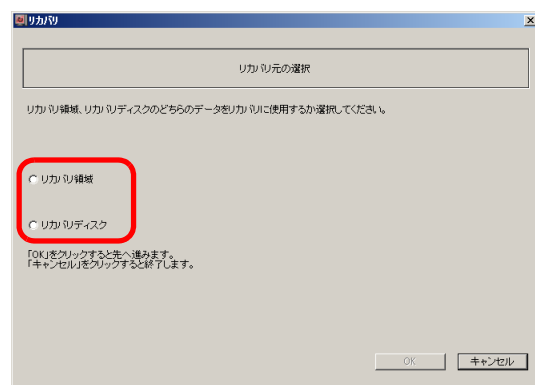 リカバリ
リカバリ元の選択
リカバリ領域、リカバリディスクのどちらのデータをリカバリに使用するか選択してください。
リカバリ領域
リカバリディスク
「OK」をクリックすると先へ進みます。
「キャンセル」をクリックすると終了します。
OK
キャンセル